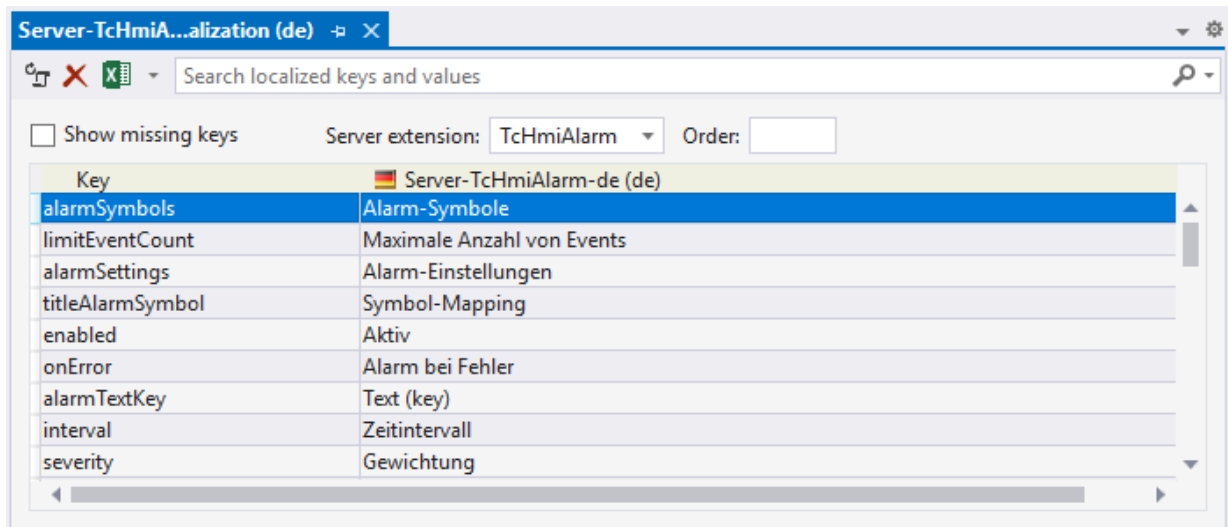 Server-TcHmiA...alization (de)
Search localized keys and values
Show missing keys Server extension: TcHmiAlarm Order:
Key Server-TcHmiAlarm-de (de)
alarmSymbols Alarm-Symbole
limitEventCount Maximale Anzahl von Events
alarmSettings Alarm-Einstellungen
titleAlarmSymbol Symbol-Mapping
enabled Aktiv
onError Alarm bei Fehler
alarmTextKey Text (key)
interval Zeitintervall
severity Gewichtung